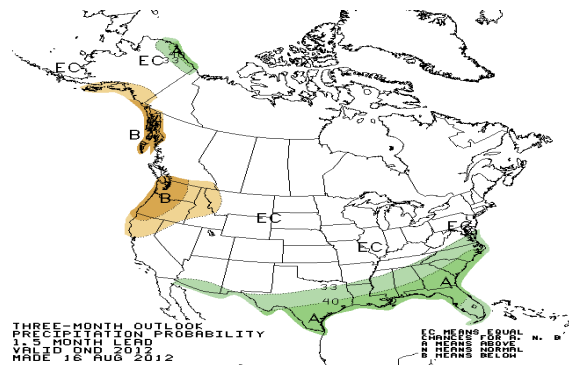 A
EC
EC
33
B
B
EC
EC
EC
33
40
A
A
THREE-MONTH OUTLOOK
PRECIPITATION PROBABILITY
1.5 MONTH LEAD
VALID OND 2012
MADE 16 AUG 2012
EC MEANS EQUAL
CHANCES FOR A, N, B
A MEANS ABOVE
N MEANS NORMAL
B MEANS BELOW